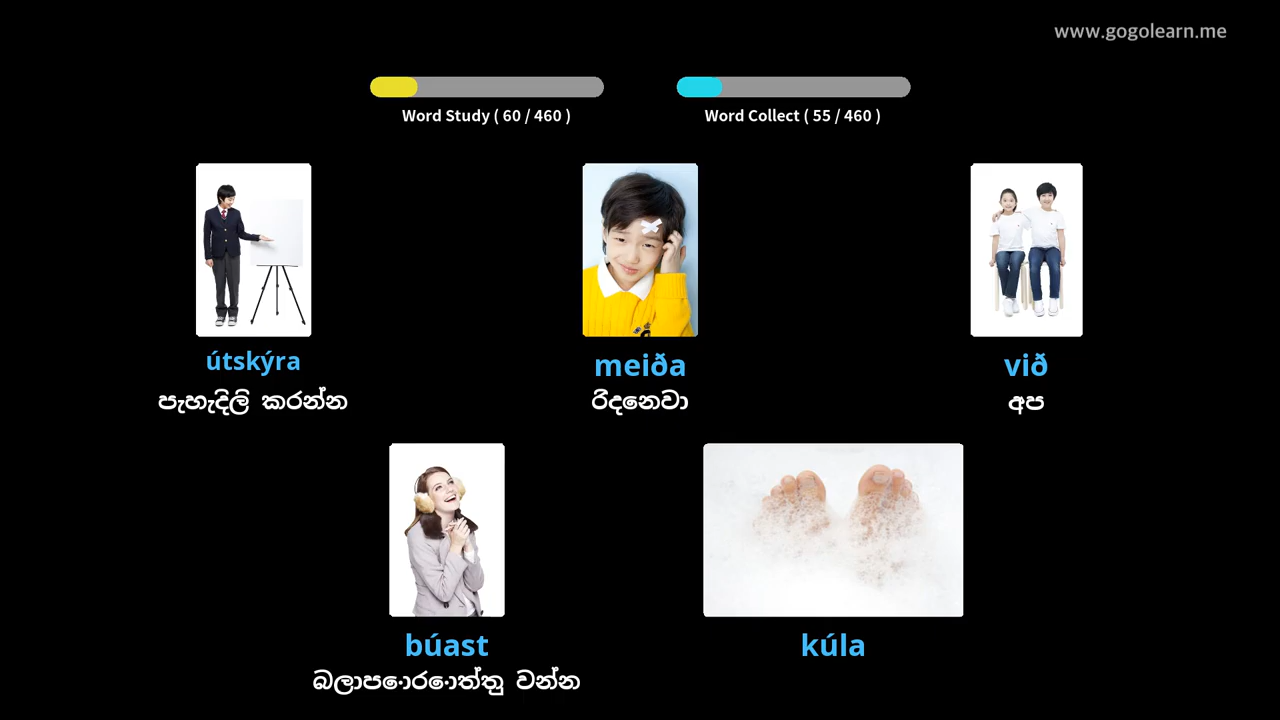 www.gogolearn.me
Word Study ( 60 / 460 )
Word Collect ( 55 / 460 )
útskýra
meiða
við
පැහැදිලි කරන්න
රිදනෙවා
අප
búast
kúla
බලාපොරොත්තු වන්න